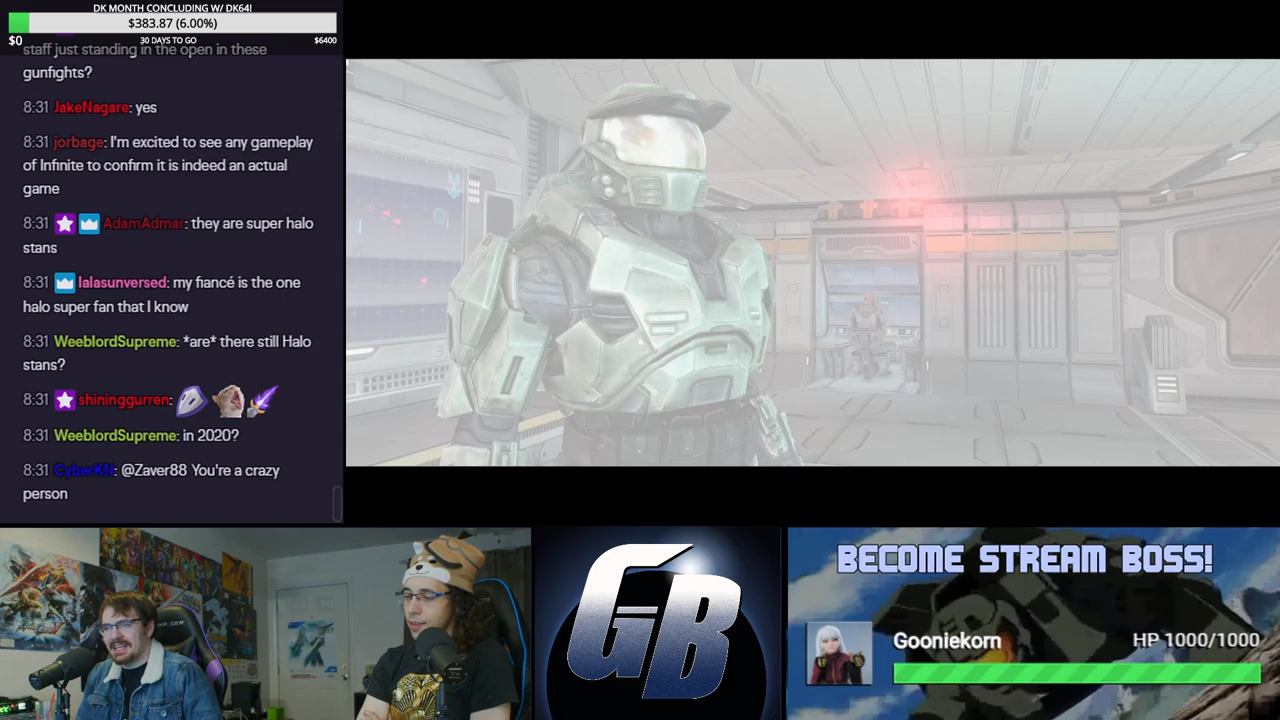 DK MONTH CONCLUDING W/ DK64!
$383.87 (6.00%)
$0 30 DAYS TO GO $6400
staff just standing in the open in these
gunfights?
8:31 JakeNagare: yes
8:31 jorbage: I'm excited to see any gameplay
of Infinite to confirm it is indeed an actual
game
8:31 AdamAdmar: they are super halo
stans
8:31 lalasunversed: my fiancé is the one
halo super fan that I know
8:31 WeeblordSupreme: *are* there still Halo
stans?
8:31 shininggurren:
8:31 WeeblordSupreme: in 2020?
8:31 CyberKN: @Zaver88 You're a crazy
person
GB
BECOME STREAM BOSS!
Gooniekorn HP 1000/1000